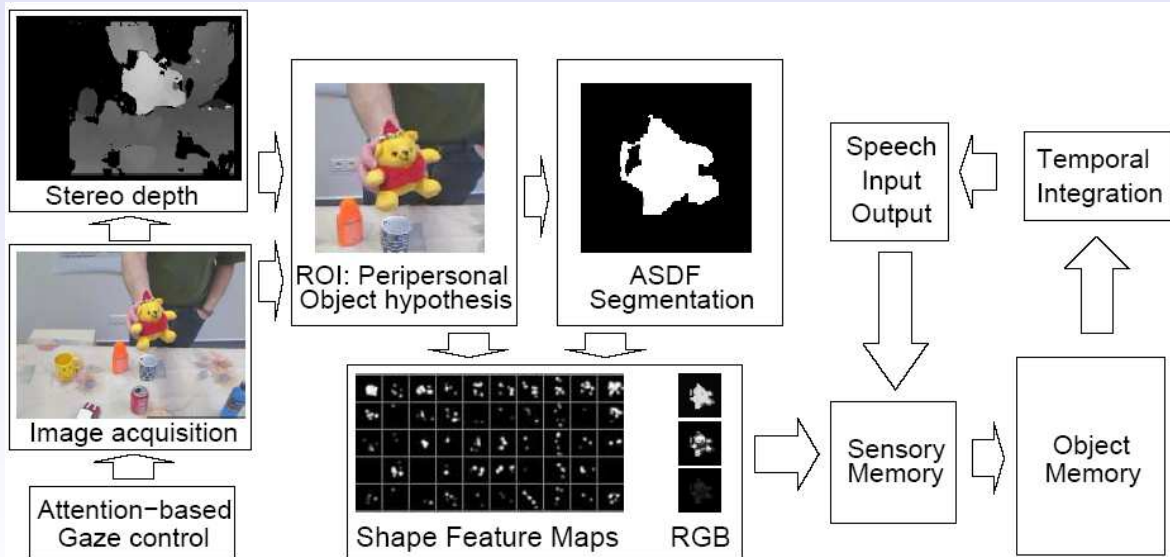 Stereo depth
Image acquisition
Attention−based
Gaze control
ROI: Peripersonal
Object hypothesis
ASDF
Segmentation
Shape Feature Maps
RGB
Speech
Input
Output
Temporal
Integration
Sensory
Memory
Object
Memory